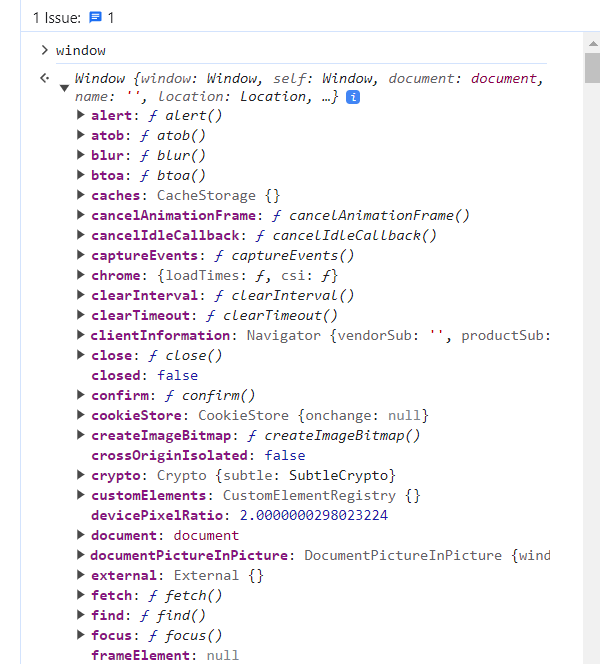 1 Issue: 1
window
Window {window: Window, self: Window, document: document,
name: '', location: Location, …} i
alert: ƒ alert()
atob: ƒ atob()
blur: ƒ blur()
btoa: ƒ btoa()
caches: CacheStorage {}
cancelAnimationFrame: ƒ cancelAnimationFrame()
cancelIdleCallback: ƒ cancelIdleCallback()
captureEvents: ƒ captureEvents()
chrome: {loadTimes: ƒ, csi: ƒ}
clearInterval: ƒ clearInterval()
clearTimeout: ƒ clearTimeout()
clientInformation: Navigator {vendorSub: '', productSub:
close: ƒ close()
closed: false
confirm: ƒ confirm()
cookieStore: CookieStore {onchange: null}
createImageBitmap: ƒ createImageBitmap()
crossOriginIsolated: false
crypto: Crypto {subtle: SubtleCrypto}
customElements: CustomElementRegistry {}
devicePixelRatio: 2.0000000298023224
document: document
documentPictureInPicture: DocumentPictureInPicture {wind
external: External {}
fetch: ƒ fetch()
find: ƒ find()
focus: ƒ focus()
frameElement: null